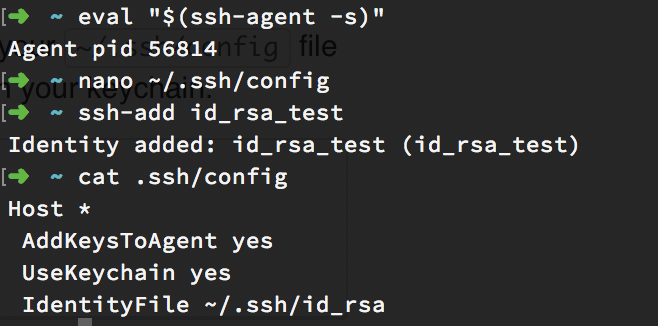 ➜ ~ eval "$(ssh-agent -s)"
Agent pid 56814
➜ ~ nano ~/.ssh/config
➜ ~ ssh-add id_rsa_test
Identity added: id_rsa_test (id_rsa_test)
➜ ~ cat .ssh/config
Host *
 AddKeysToAgent yes
 UseKeychain yes
 IdentityFile ~/.ssh/id_rsa
your ~/.ssh/config file
your keychain.